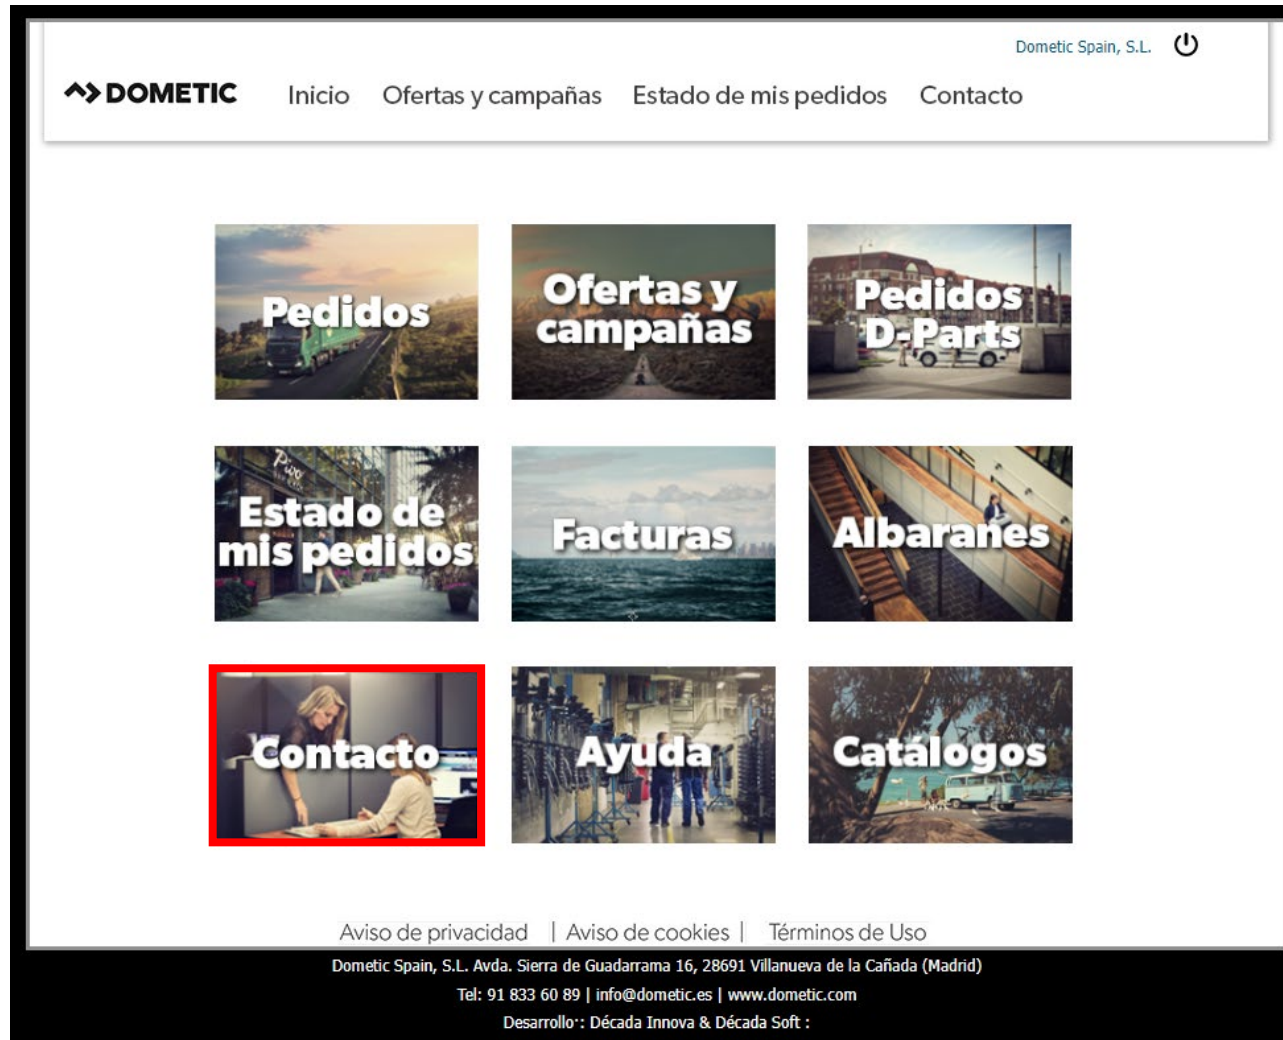 Dometic Spain, S.L.
DOMETIC Inicio Ofertas y campañas Estado de mis pedidos Contacto
Pedidos
Ofertas y
campañas
Pedidos
D-Parts
Estado de
mis pedidos
Facturas
Albaranes
Contacto
Ayuda
Catálogos
Aviso de privacidad | Aviso de cookies | Términos de Uso
Dometic Spain, S.L. Avda. Sierra de Guadarrama 16, 28691 Villanueva de la Cañada (Madrid)
Tel: 91 833 60 89 | info@dometic.es | www.dometic.com
Desarrollo·: Década Innova & Década Soft :